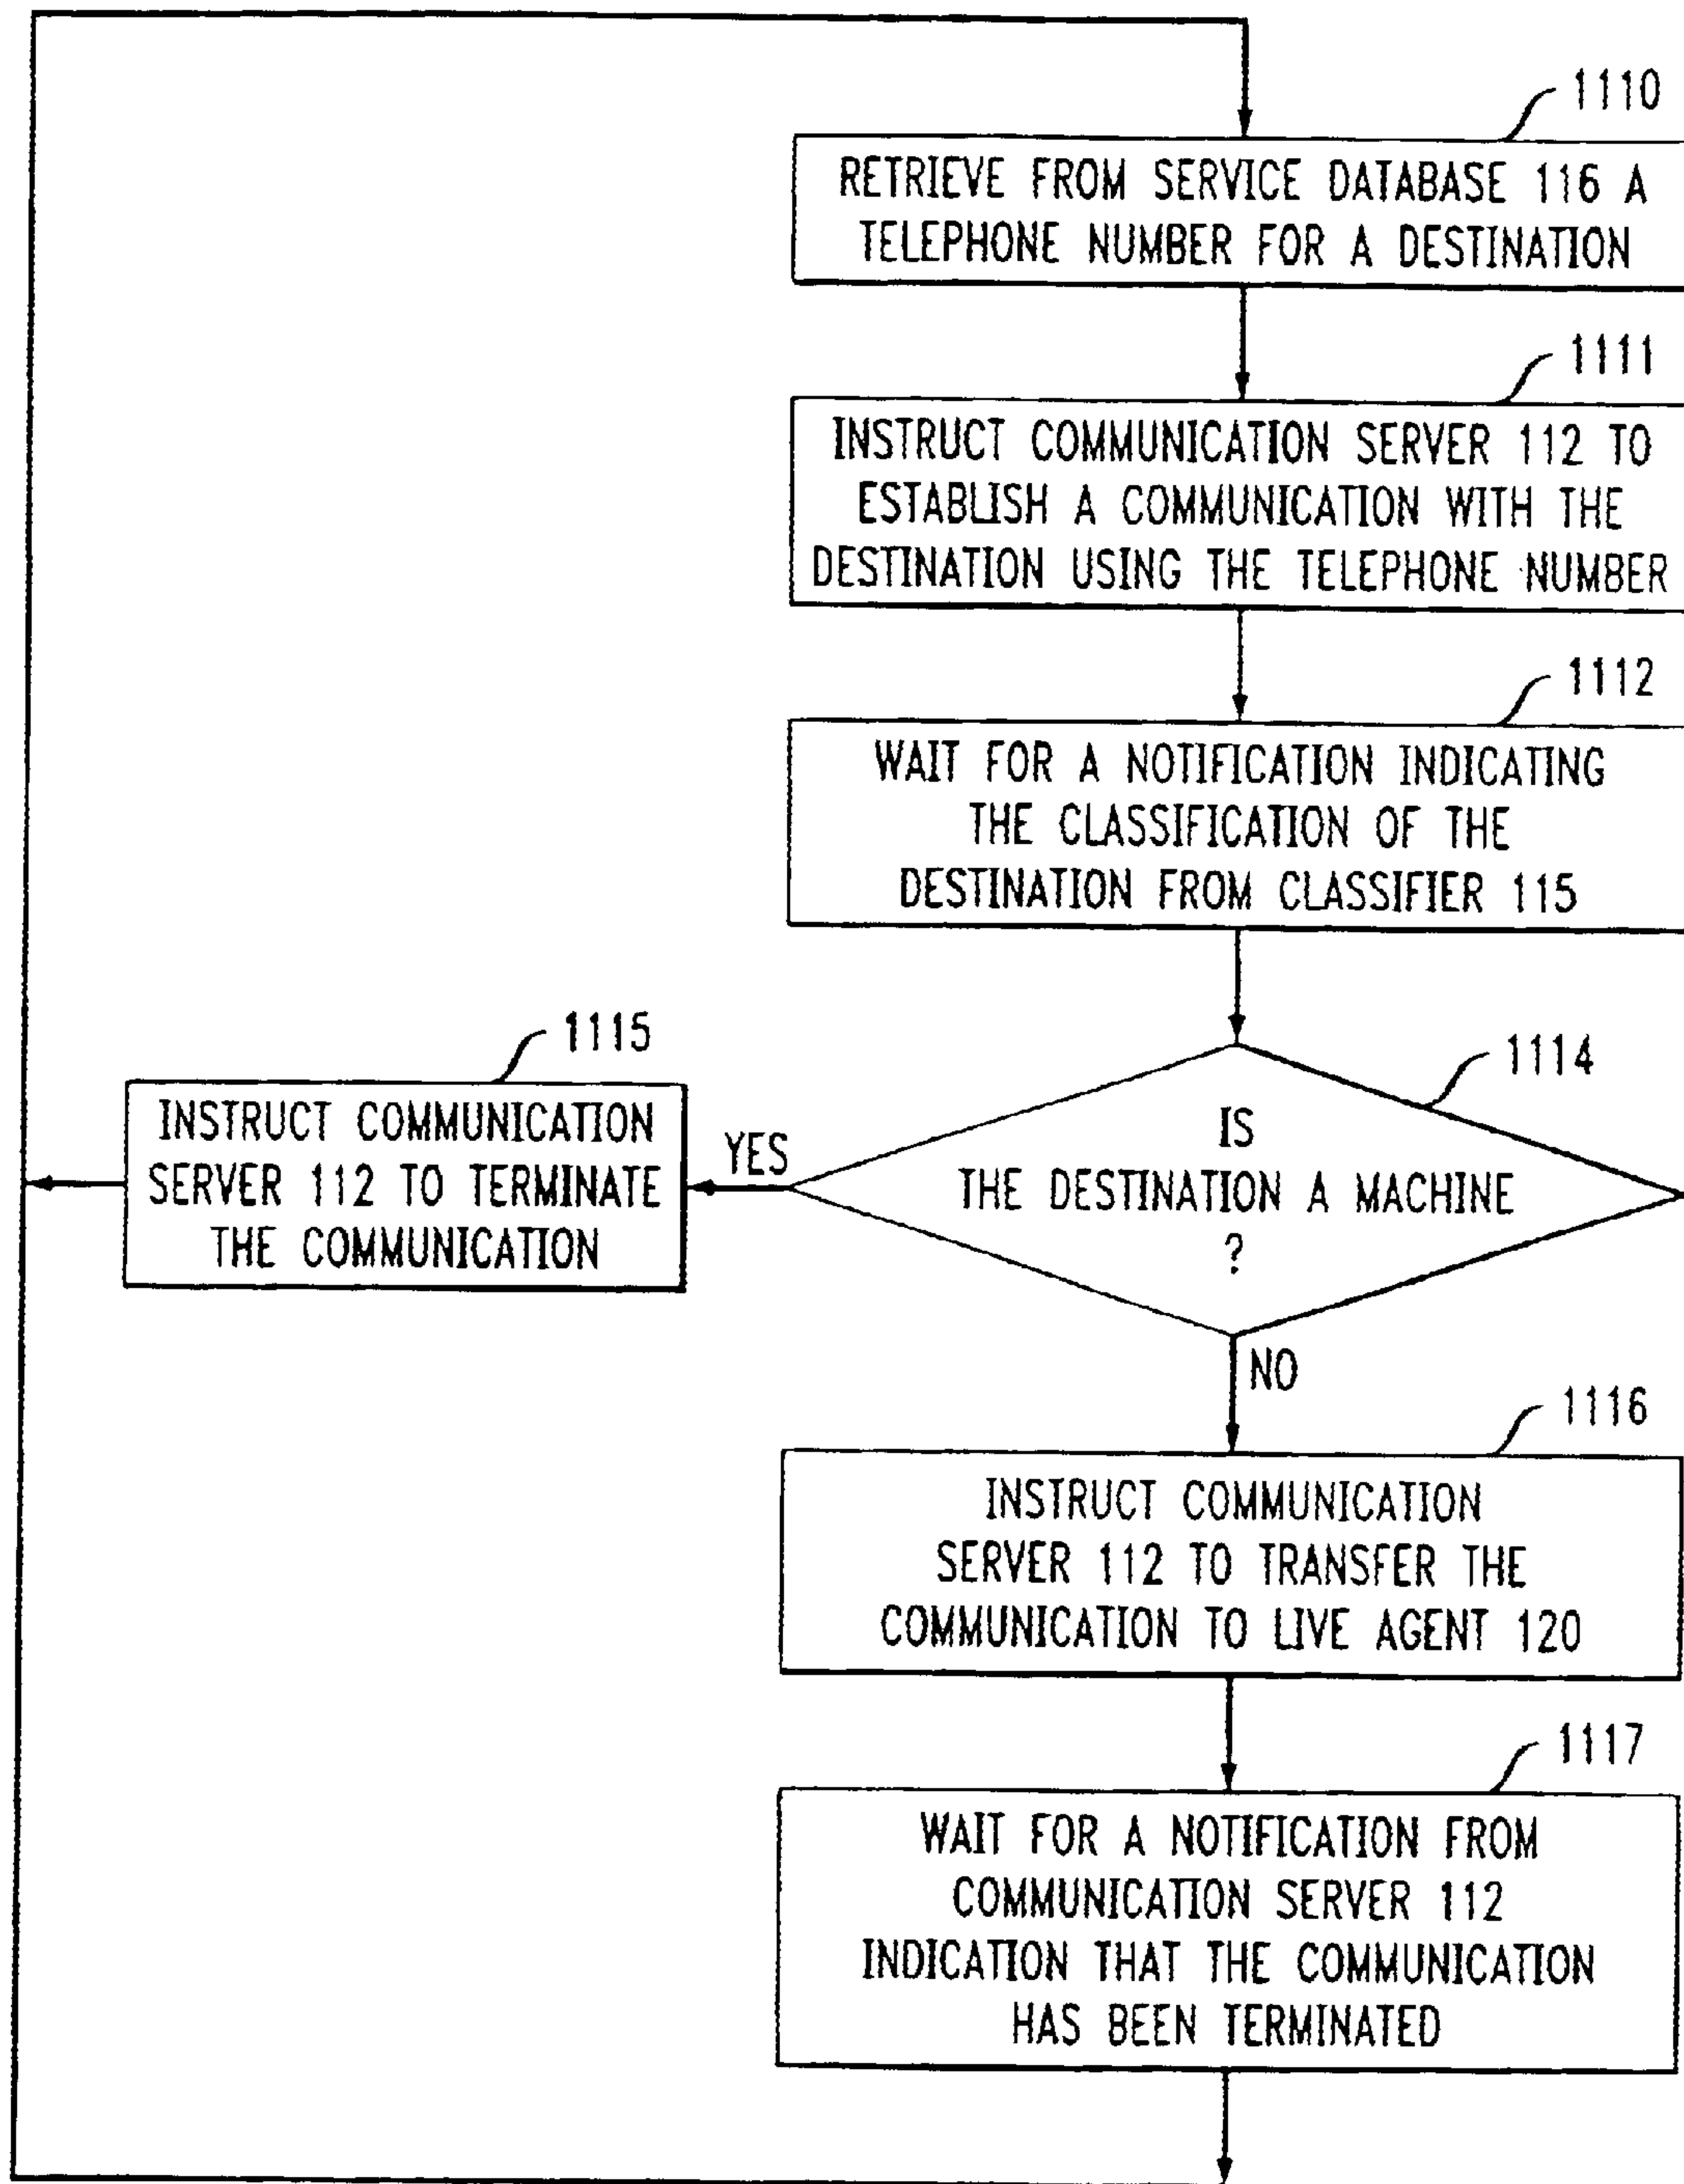 1110
RETRIEVE FROM SERVICE DATABASE 116 A
TELEPHONE NUMBER FOR A DESTINATION
1111
INSTRUCT COMMUNICATION SERVER 112 TO
ESTABLISH A COMMUNICATION WITH THE
DESTINATION USING THE TELEPHONE NUMBER
1112
WAIT FOR A NOTIFICATION INDICATING
THE CLASSIFICATION OF THE
DESTINATION FROM CLASSIFIER 115
1114
IS
THE DESTINATION A MACHINE
?
YES
1115
INSTRUCT COMMUNICATION
SERVER 112 TO TERMINATE
THE COMMUNICATION
NO
1116
INSTRUCT COMMUNICATION
SERVER 112 TO TRANSFER THE
COMMUNICATION TO LIVE AGENT 120
1117
WAIT FOR A NOTIFICATION FROM
COMMUNICATION SERVER 112
INDICATION THAT THE COMMUNICATION
HAS BEEN TERMINATED